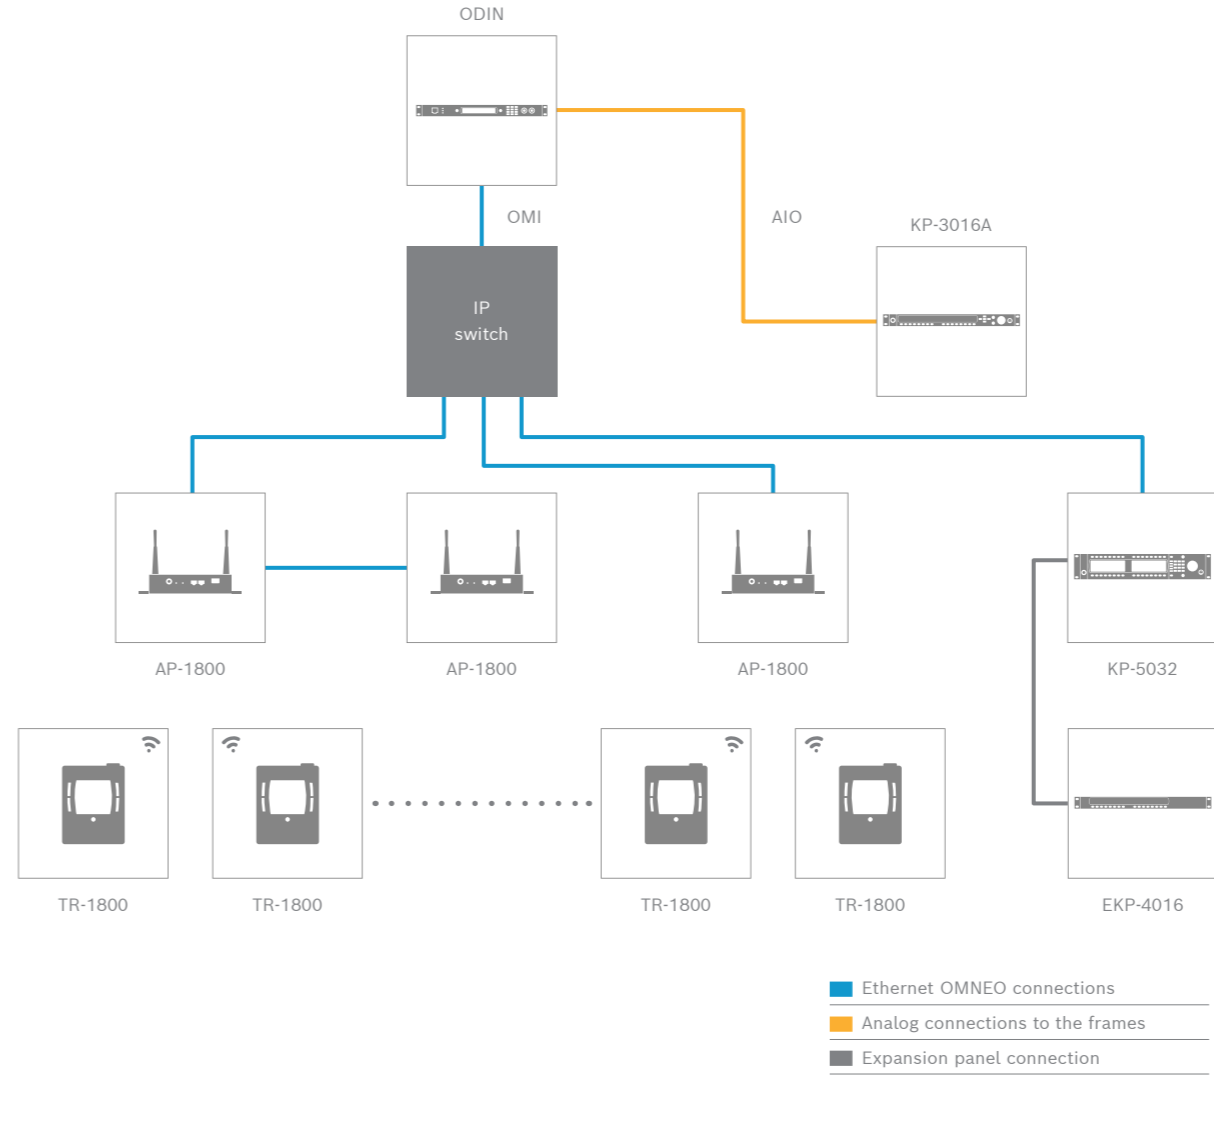 ODIN
OMI
AIO
KP-3016A
IP
switch
AP-1800
AP-1800
AP-1800
KP-5032
TR-1800
TR-1800
TR-1800
TR-1800
EKP-4016
Ethernet OMNEO connections
Analog connections to the frames
Expansion panel connection